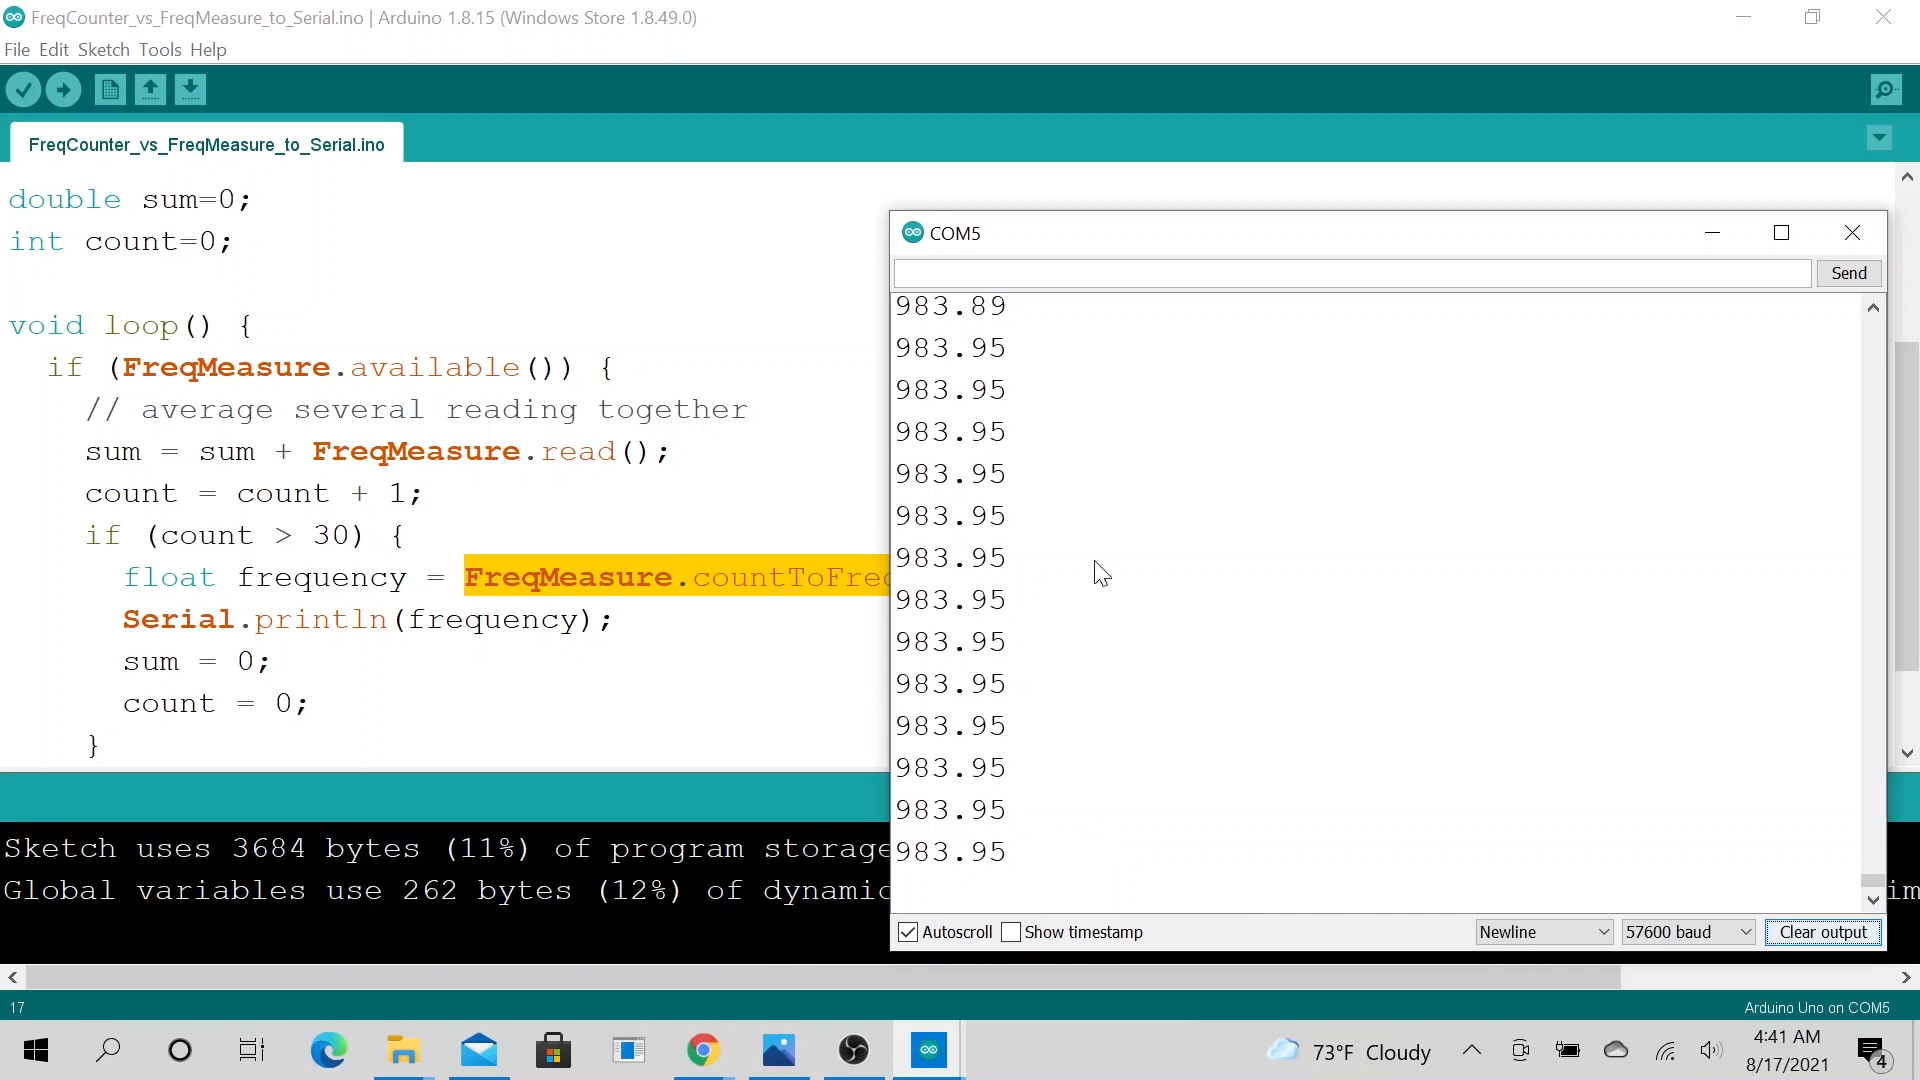 FreqCounter_vs_FreqMeasure_to_Serial.ino | Arduino 1.8.15 (Windows Store 1.8.49.0)
File Edit Sketch Tools Help
FreqCounter_vs_FreqMeasure_to_Serial.ino
double sum=0;
int count=0;
void loop() {
if (FreqMeasure.available()) {
// average several reading together
sum = sum + FreqMeasure.read();
count = count + 1;
if (count > 30) {
float frequency = FreqMeasure.countToFreq
Serial.println(frequency);
sum = 0;
count = 0;
}
COM5
Send
983.89
983.95
983.95
983.95
983.95
983.95
983.95
983.95
983.95
983.95
983.95
983.95
983.95
983.95
Autoscroll Show timestamp Newline 57600 baud Clear output
Sketch uses 3684 bytes (11%) of program storage
Global variables use 262 bytes (12%) of dynamic
im
17 Arduino Uno on COM5
73°F Cloudy
4:41 AM
8/17/2021
4